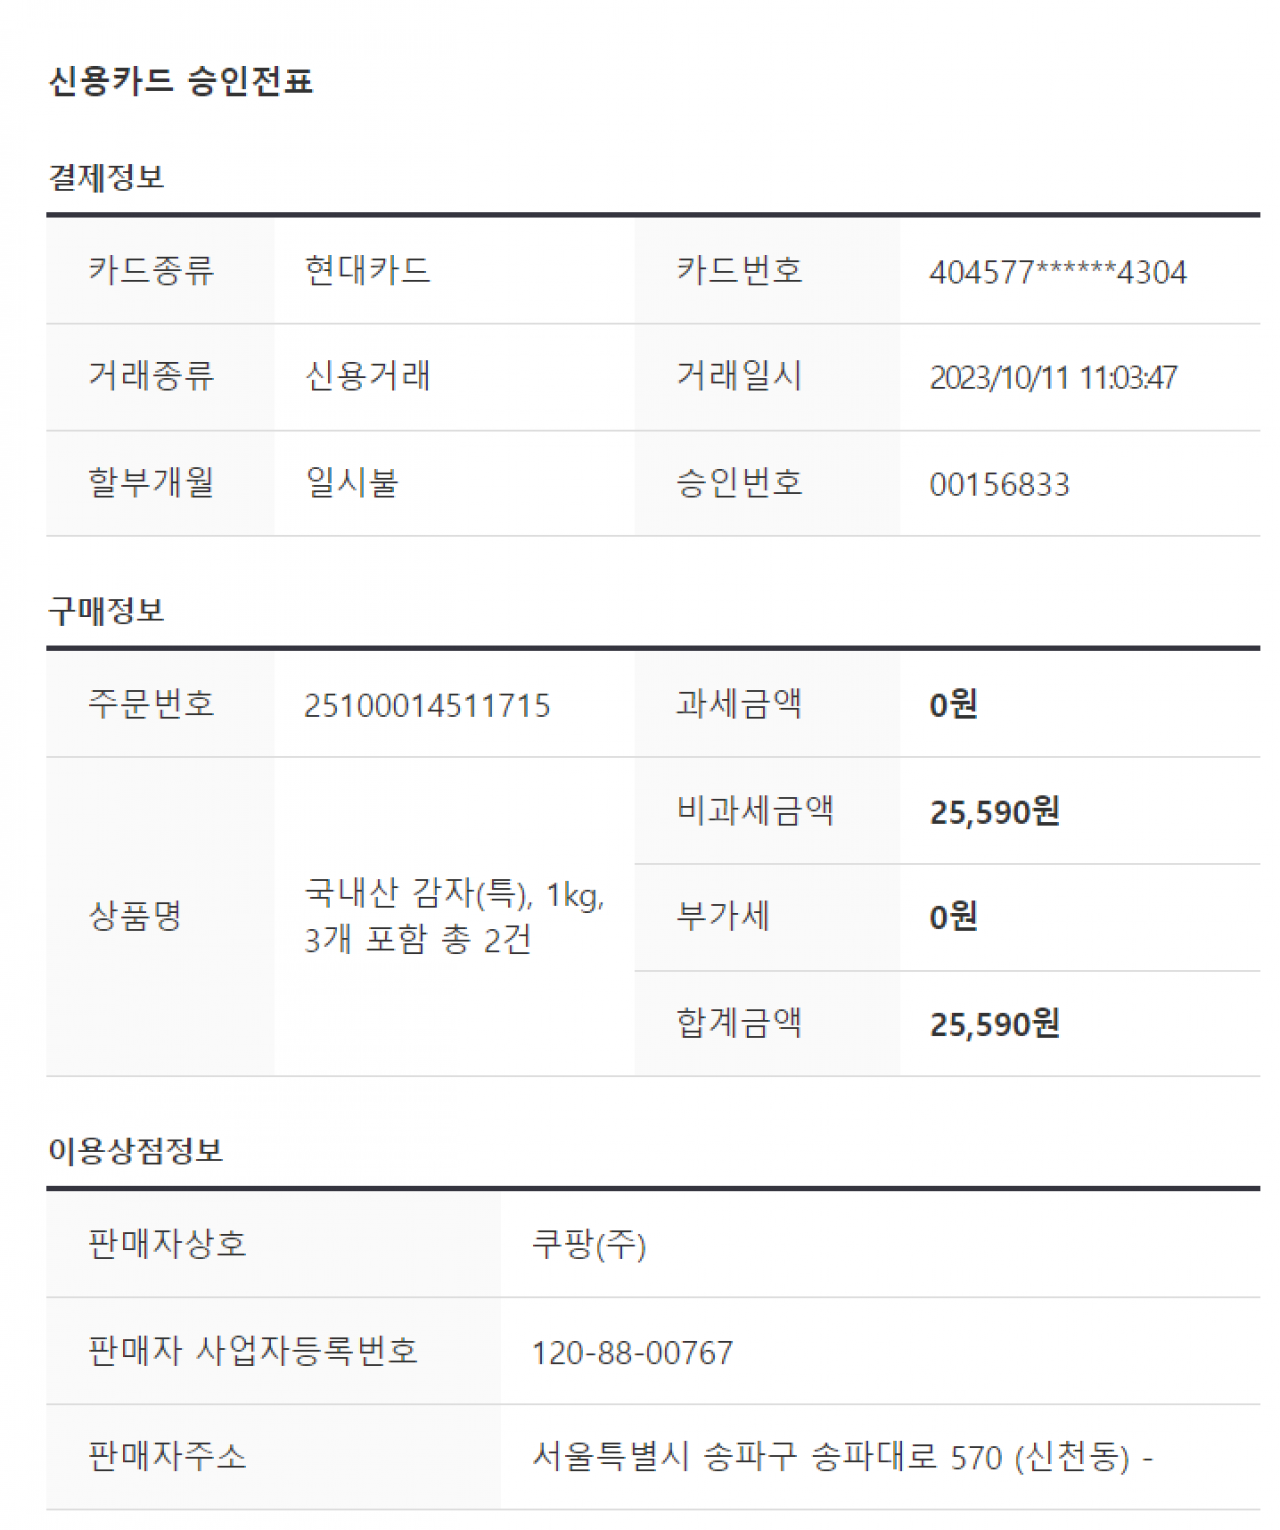 신용카드 승인전표
결제정보
카드종류 현대카드 카드번호 404577******4304
거래종류 신용거래 거래일시 2023/10/11 11:03:47
할부개월 일시불 승인번호 00156833
구매정보
주문번호 25100014511715 과세금액 0원
비과세금액 25,590원
상품명 국내산 감자(특), 1kg,
3개 포함 총 2건
부가세 0원
합계금액 25,590원
이용상점정보
판매자상호 쿠팡(주)
판매자 사업자등록번호 120-88-00767
판매자주소 서울특별시 송파구 송파대로 570 (신천동) -